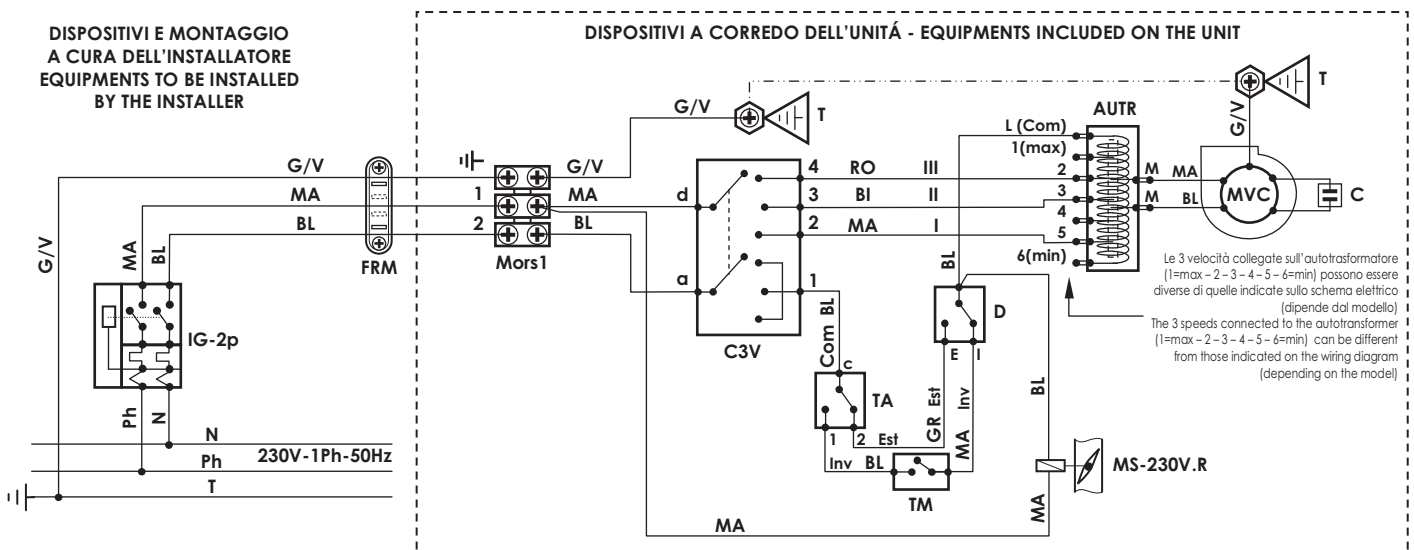 DISPOSITIVI E MONTAGGIO
A CURA DELL'INSTALLATORE
EQUIPMENTS TO BE INSTALLED
BY THE INSTALLER
DISPOSITIVI A CORREDO DELL'UNITÁ - EQUIPMENTS INCLUDED ON THE UNIT
G/V
T
T
G/V
AUTR
L (Com)
1(max)
2
3
4
5
6(min)
M
MA
M
BL
MVC
C
G/V
MA
BL
FRM
1
2
G/V
MA
BL
Mors1
d
a
4
3
2
1
RO
III
BI
II
MA
I
C3V
G/V
MA
BL
IG-2p
Ph
N
N
Ph
230V-1Ph-50Hz
T
Com BL
C
TA
1
2
Est
Inv
BL
TM
GR Est
MA Inv
BL
D
E
I
BL
MA
MS-230V.R
MA
Le 3 velocità collegate sull'autotrasformatore
(1=max – 2 – 3 – 4 – 5 – 6=min) possono essere
diverse di quelle indicate sullo schema elettrico
(dipende dal modello)
The 3 speeds connected to the autotransformer
(1=max – 2 – 3 – 4 – 5 – 6=min) can be different
from those indicated on the wiring diagram
(depending on the model)